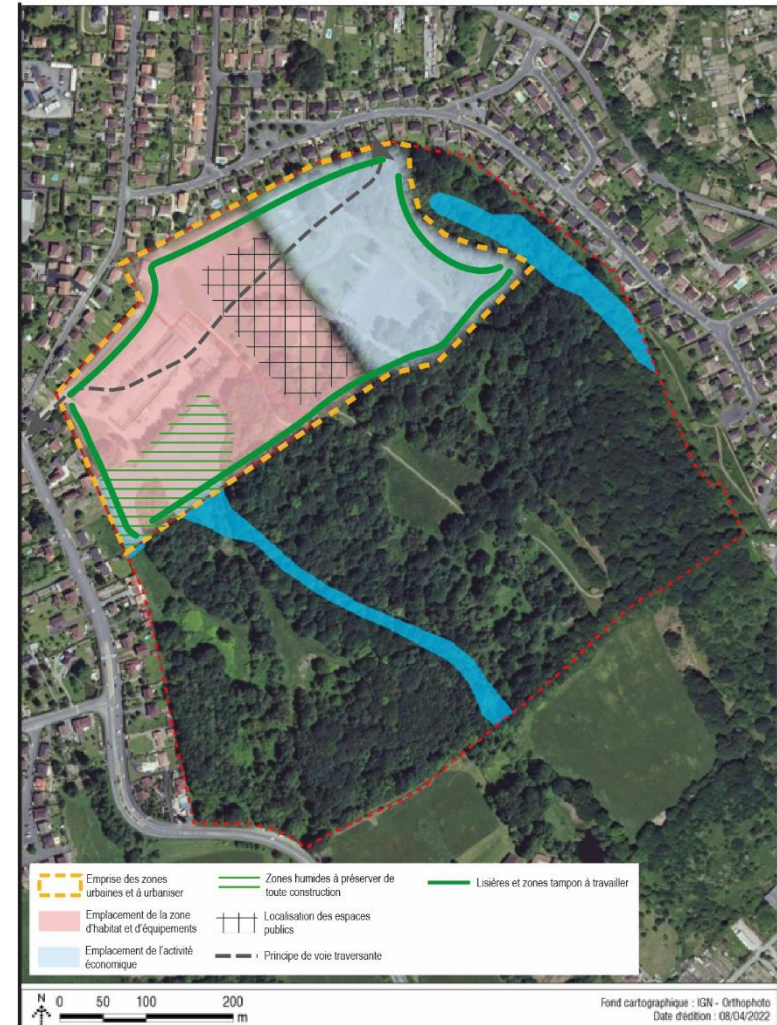 Emprise des zones
urbaines et à urbaniser
Emplacement de la zone
d'habitat et d'équipements
Emplacement de l'activité
économique
Zones humides à préserver de
toute construction
Localisation des espaces
publics
Principe de voie traversante
Lisières et zones tampon à travailler
N
0 50 100 200
m
Fond cartographique : IGN - Orthophoto
Date d'édition : 08/04/2022